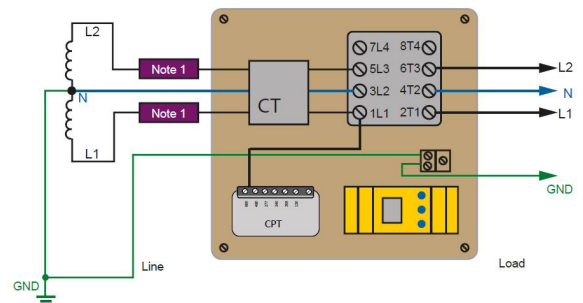 L2
Note 1
N
Note 1
L1
CT
7L4 8T4
5L3 6T3
3L2 4T2
1L1 2T1
L2
N
L1
GND
CPT
Line
Load
GND